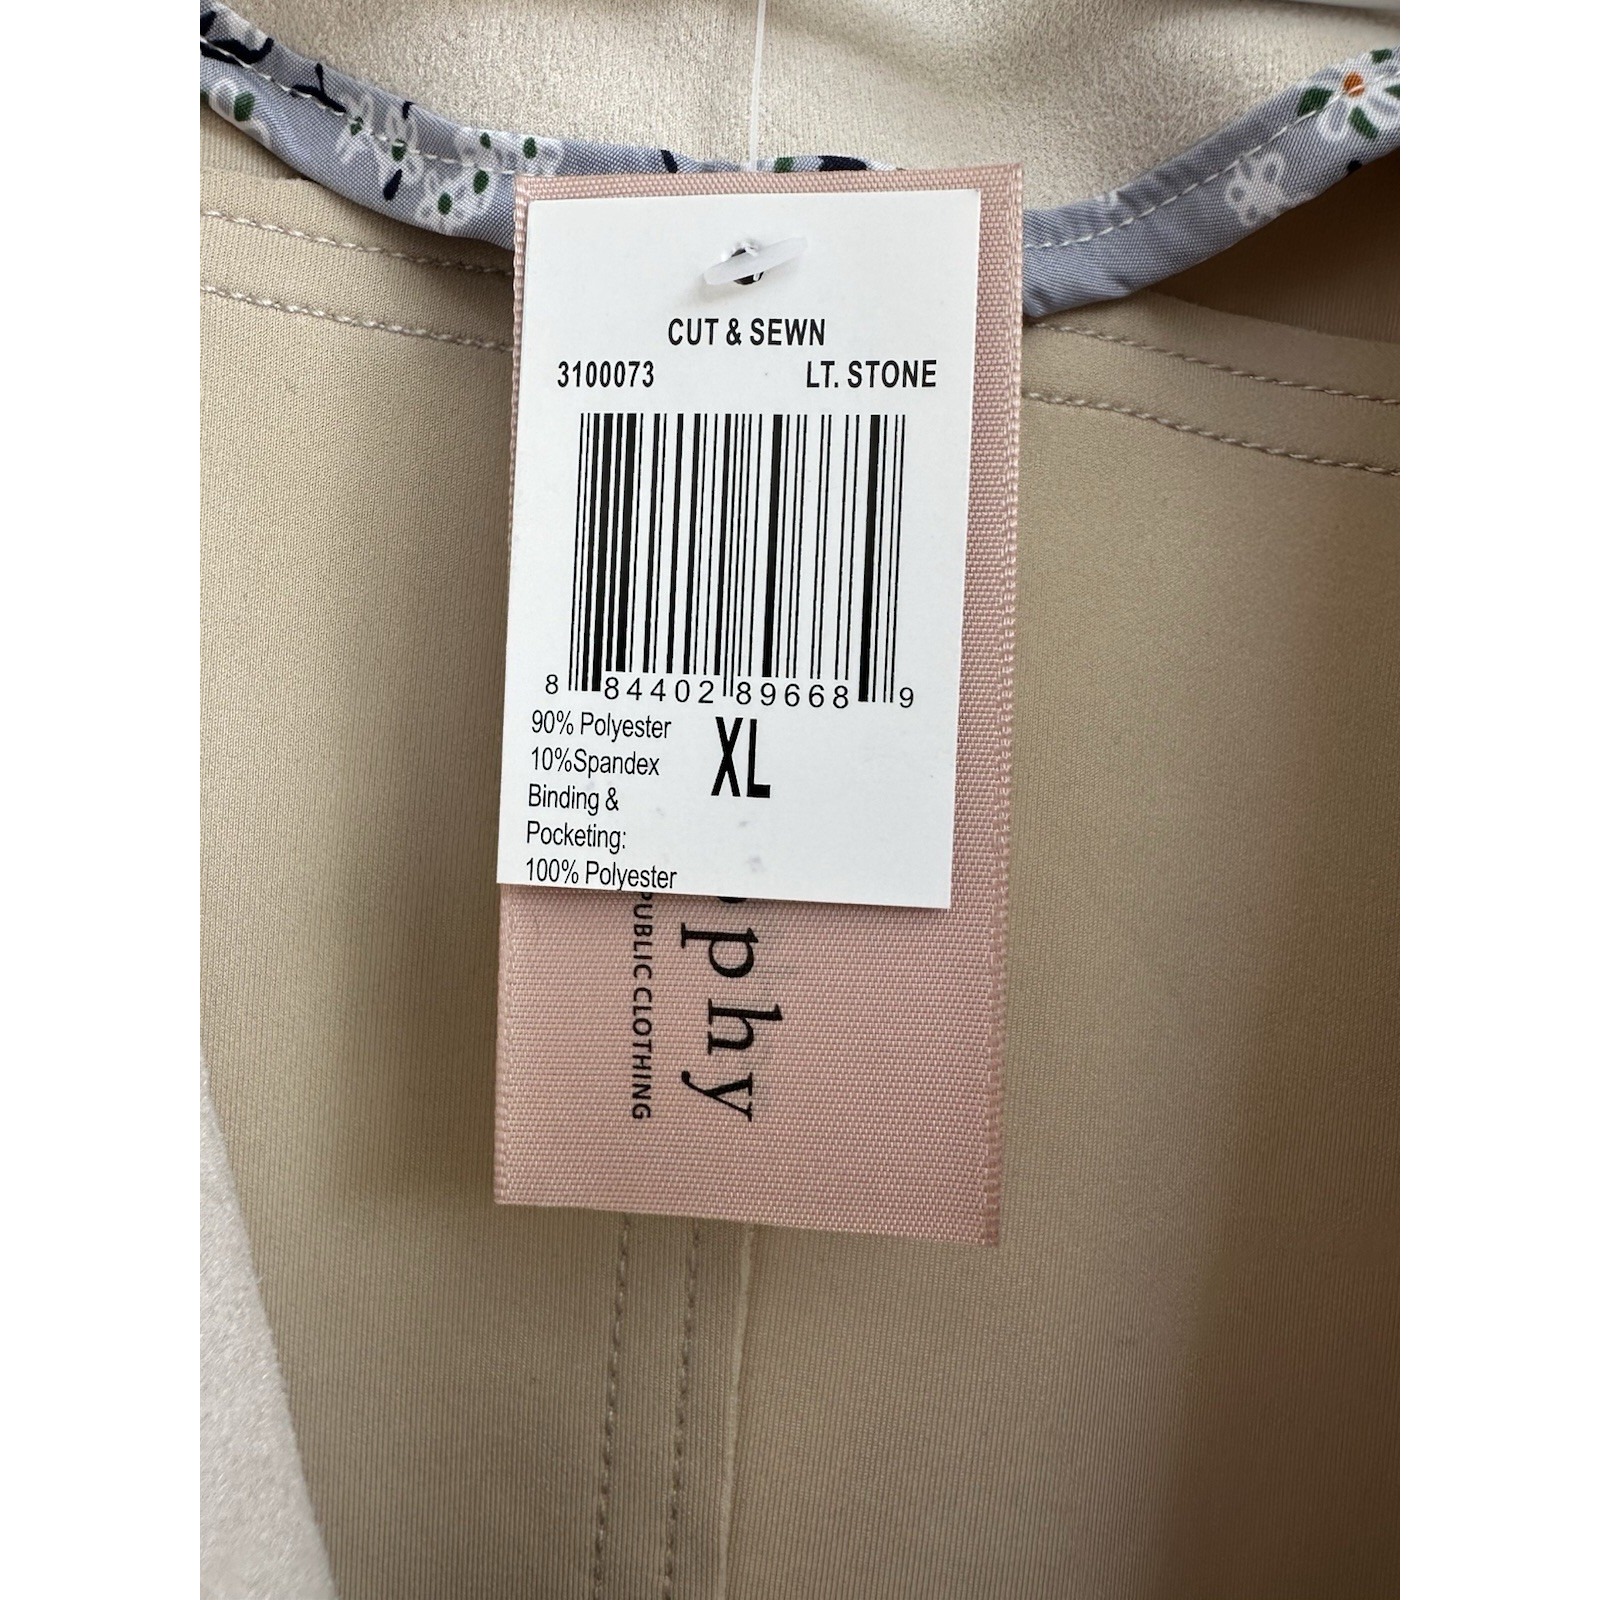 CUT & SEWN
3100073 LT. STONE
8 84402 89668 9
90% Polyester
10%Spandex
XL
Binding &
Pocketing:
100% Polyester
PUBLIC CLOTHING